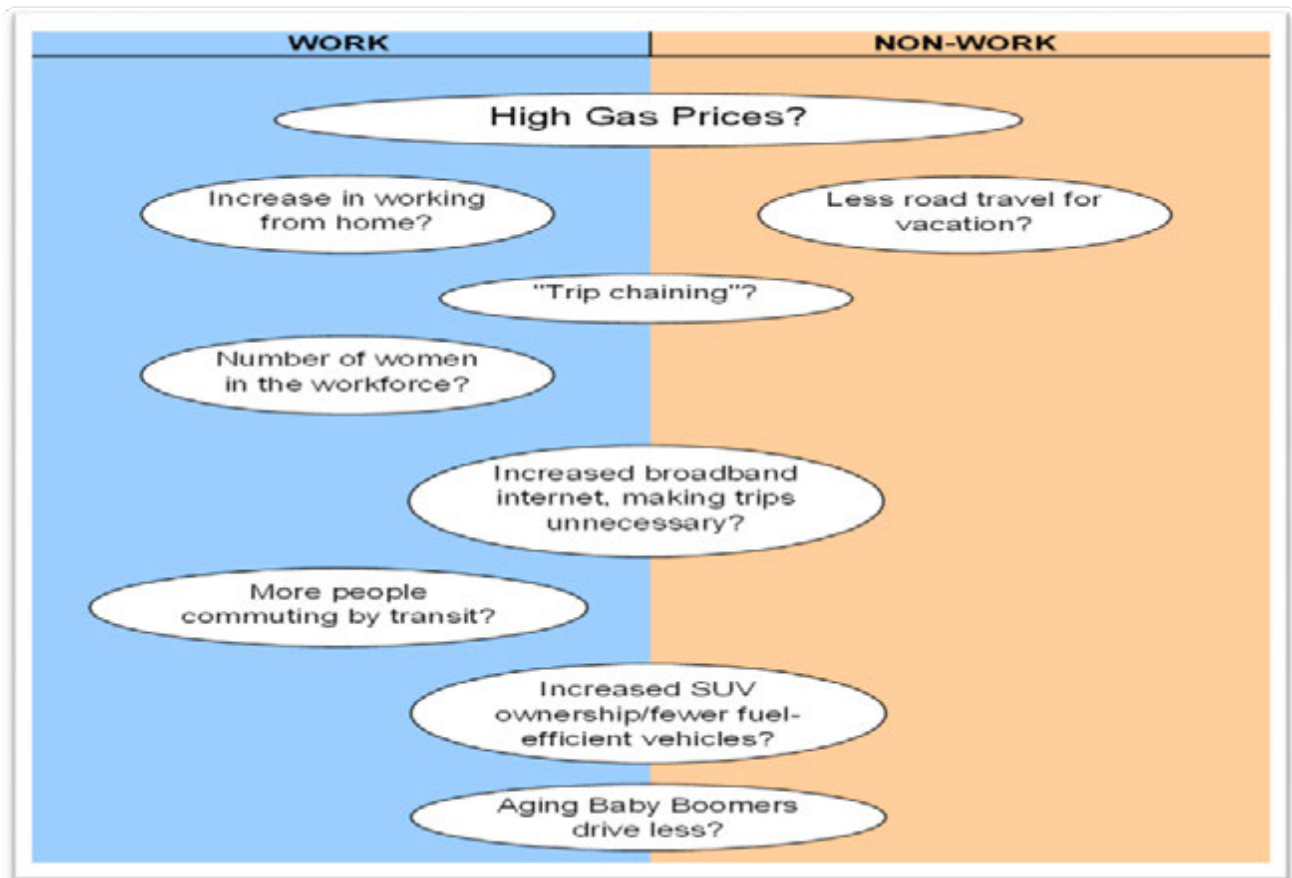 WORK
NON-WORK
High Gas Prices?
Increase in working
from home?
Less road travel for
vacation?
"Trip chaining"?
Number of women
in the workforce?
Increased broadband
internet, making trips
unnecessary?
More people
commuting by transit?
Increased SUV
ownership/fewer fuel-
efficient vehicles?
Aging Baby Boomers
drive less?